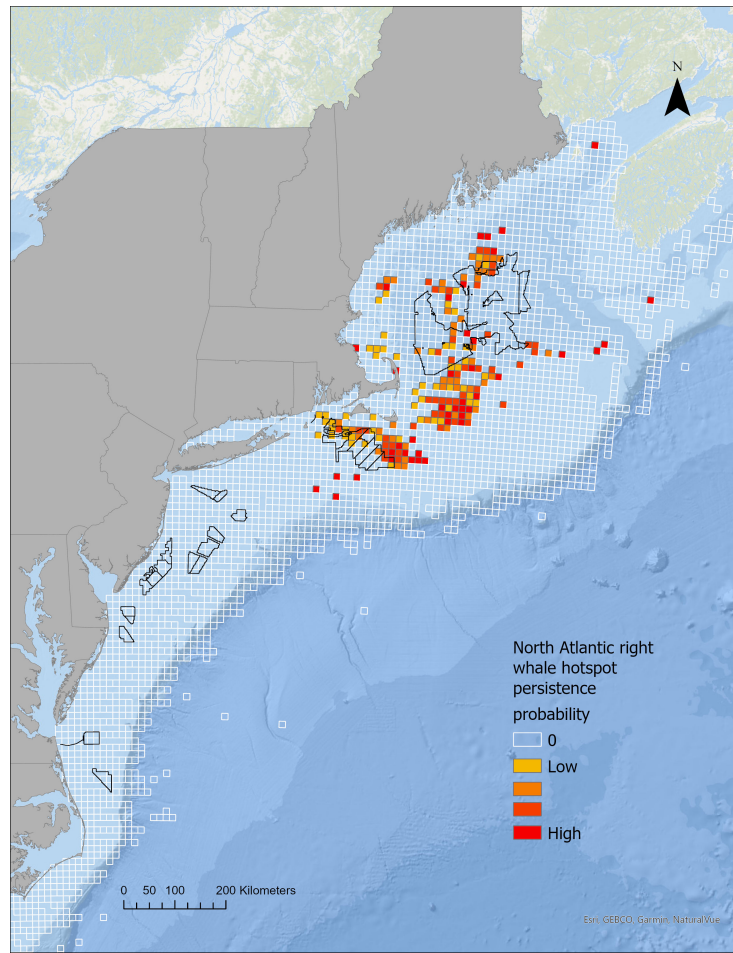 N
North Atlantic right
whale hotspot
persistence
probability
0
Low
High
0 50 100 200 Kilometers
Esri, GEBCO, Garmin, NaturalVue